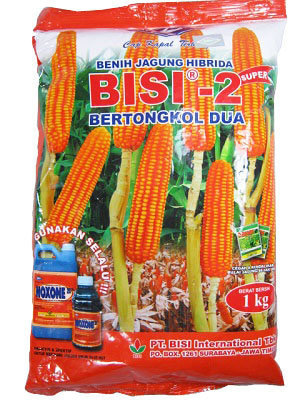 Cap Kapal Terbang
BENIH JAGUNG HIBRIDA
BISI®-2
SUPER
BERTONGKOL DUA
GUNAKAN SELALU!!!
NOXONE
NOXONE
BERAT BERSIH
1 kg
PT. BISI International Tbk
PO. BOX. 1261 SURABAYA - JAWA TIMUR